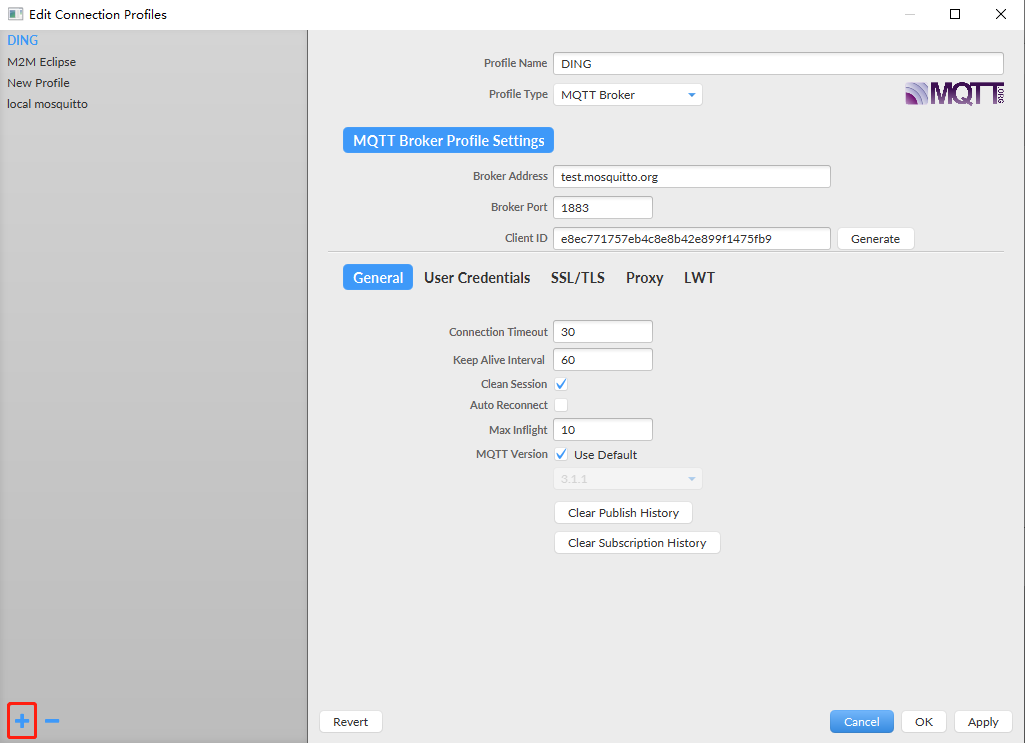 Edit Connection Profiles
DING
M2M Eclipse
New Profile
local mosquitto
Profile Name DING
Profile Type MQTT Broker
MQTT.ORG
MQTT Broker Profile Settings
Broker Address test.mosquitto.org
Broker Port 1883
Client ID e8ec771757eb4c8e8b42e899f1475fb9 Generate
General User Credentials SSL/TLS Proxy LWT
Connection Timeout 30
Keep Alive Interval 60
Clean Session
Auto Reconnect
Max Inflight 10
MQTT Version Use Default
3.1.1
Clear Publish History
Clear Subscription History
Revert Cancel OK Apply